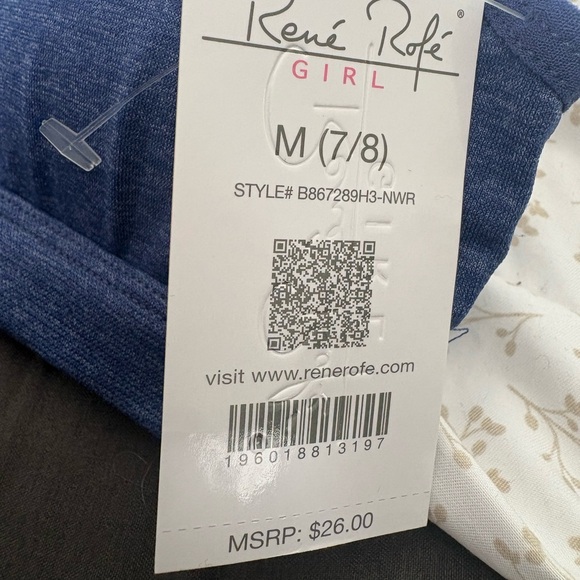 René Rofé®
GIRL
M (7/8)
STYLE# B867289H3-NWR
visit www.renerofe.com
196018813197
MSRP: $26.00